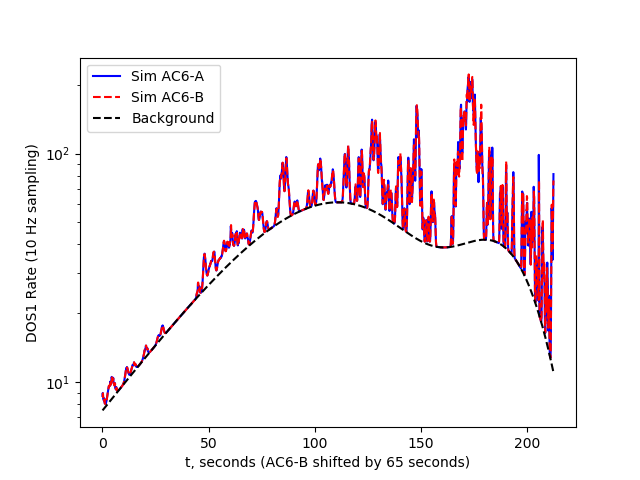 Sim AC6-A
Sim AC6-B
Background
DOS1 Rate (10 Hz sampling)
10²
10¹
0 50 100 150 200
t, seconds (AC6-B shifted by 65 seconds)